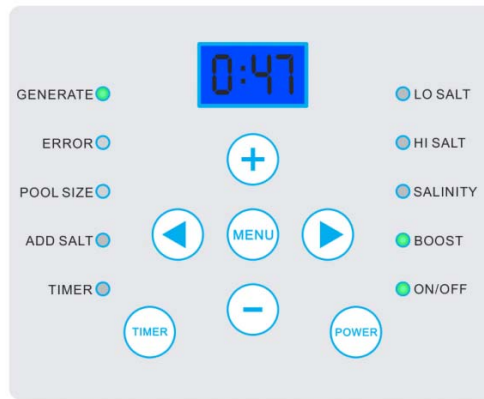 0:47
GENERATE
LO SALT
ERROR
HI SALT
+
POOL SIZE
SALINITY
ADD SALT
MENU
BOOST
TIMER
ON/OFF
−
TIMER
POWER